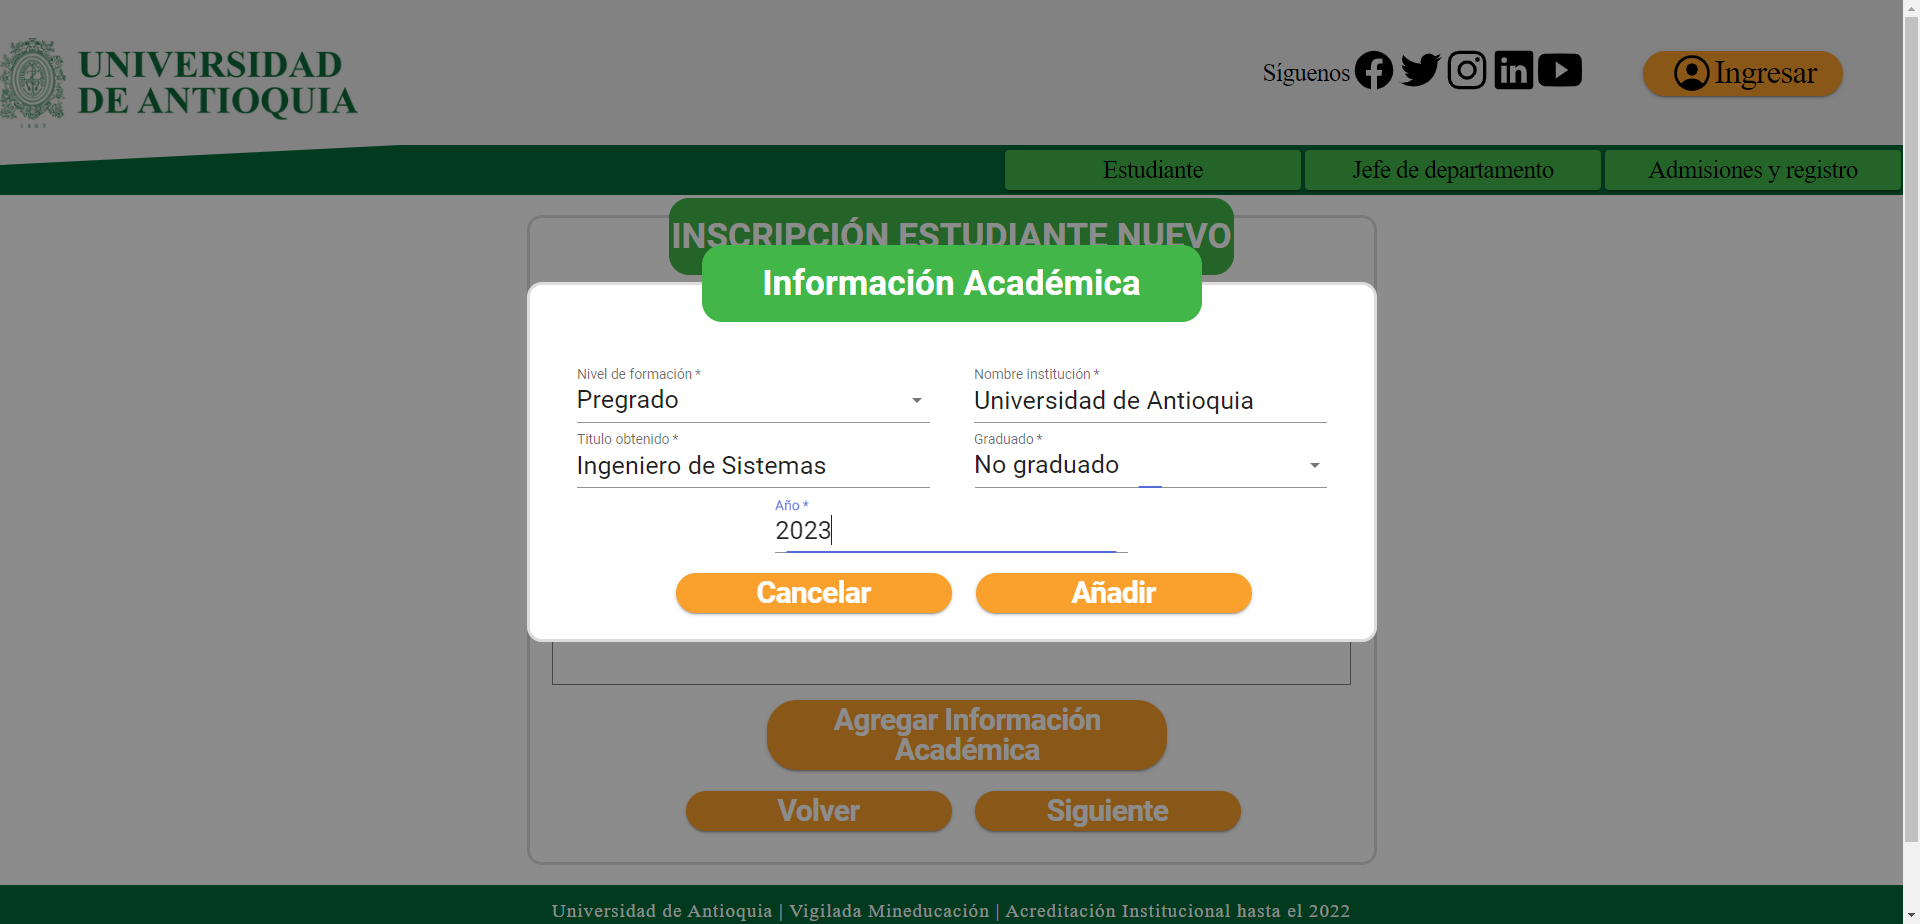 UNIVERSIDAD
DE ANTIOQUIA
1803
Síguenos
Ingresar
Estudiante
Jefe de departamento
Admisiones y registro
INSCRIPCIÓN ESTUDIANTE NUEVO
Información Académica
Nivel de formación *
Pregrado
Nombre institución *
Universidad de Antioquia
Titulo obtenido *
Ingeniero de Sistemas
Graduado *
No graduado
Año *
2023
Cancelar
Añadir
Agregar Información
Académica
Volver
Siguiente
Universidad de Antioquia | Vigilada Mineducación | Acreditación Institucional hasta el 2022